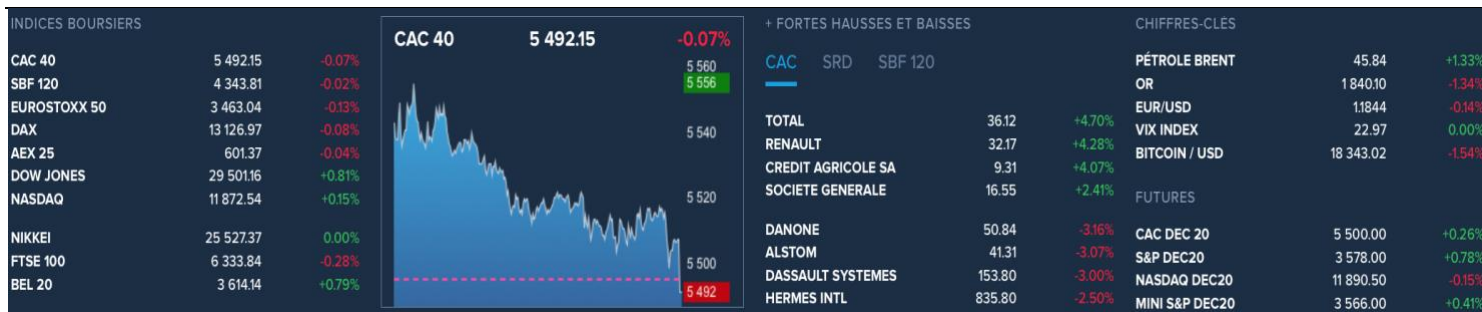 INDICES BOURSIERS
CAC 40 5 492.15 -0.07%
SBF 120 4 343.81 -0.02%
EUROSTOXX 50 3 463.04 -0.13%
DAX 13 126.97 -0.08%
AEX 25 601.37 -0.04%
DOW JONES 29 501.16 +0.81%
NASDAQ 11 872.54 +0.15%
NIKKEI 25 527.37 0.00%
FTSE 100 6 333.84 -0.28%
BEL 20 3 614.14 +0.79%
CAC 40 5 492.15 -0.07%
5 560
5 556
5 540
5 520
5 500
5 492
+ FORTES HAUSSES ET BAISSES
CAC SRD SBF 120
TOTAL 36.12 +4.70%
RENAULT 32.17 +4.28%
CREDIT AGRICOLE SA 9.31 +4.07%
SOCIETE GENERALE 16.55 +2.41%
DANONE 50.84 -3.16%
ALSTOM 41.31 -3.07%
DASSAULT SYSTEMES 153.80 -3.00%
HERMES INTL 835.80 -2.50%
CHIFFRES-CLÉS
PÉTROLE BRENT 45.84 +1.33%
OR 1 840.10 -1.34%
EUR/USD 1.1844 -0.14%
VIX INDEX 22.97 0.00%
BITCOIN / USD 18 343.02 -1.54%
FUTURES
CAC DEC 20 5 500.00 +0.26%
S&P DEC20 3 578.00 +0.78%
NASDAQ DEC20 11 890.50 -0.15%
MINI S&P DEC20 3 566.00 +0.41%